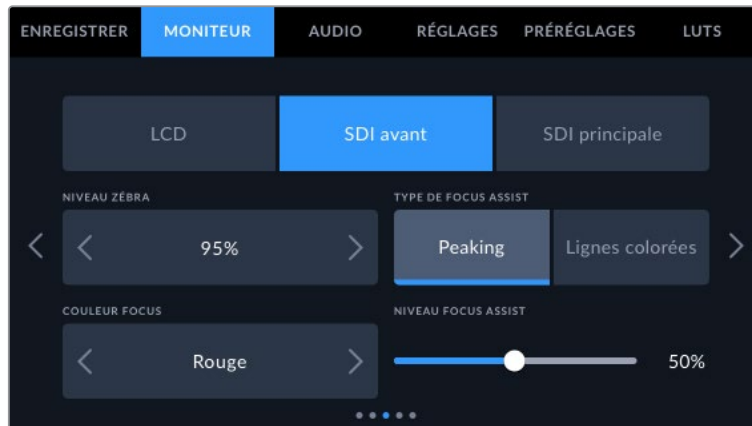 ENREGISTRER MONITEUR AUDIO RÉGLAGES PRÉRÉGLAGES LUTS
LCD SDI avant SDI principale
NIVEAU ZÉBRA TYPE DE FOCUS ASSIST
95% Peaking Lignes colorées
COULEUR FOCUS NIVEAU FOCUS ASSIST
Rouge 50%